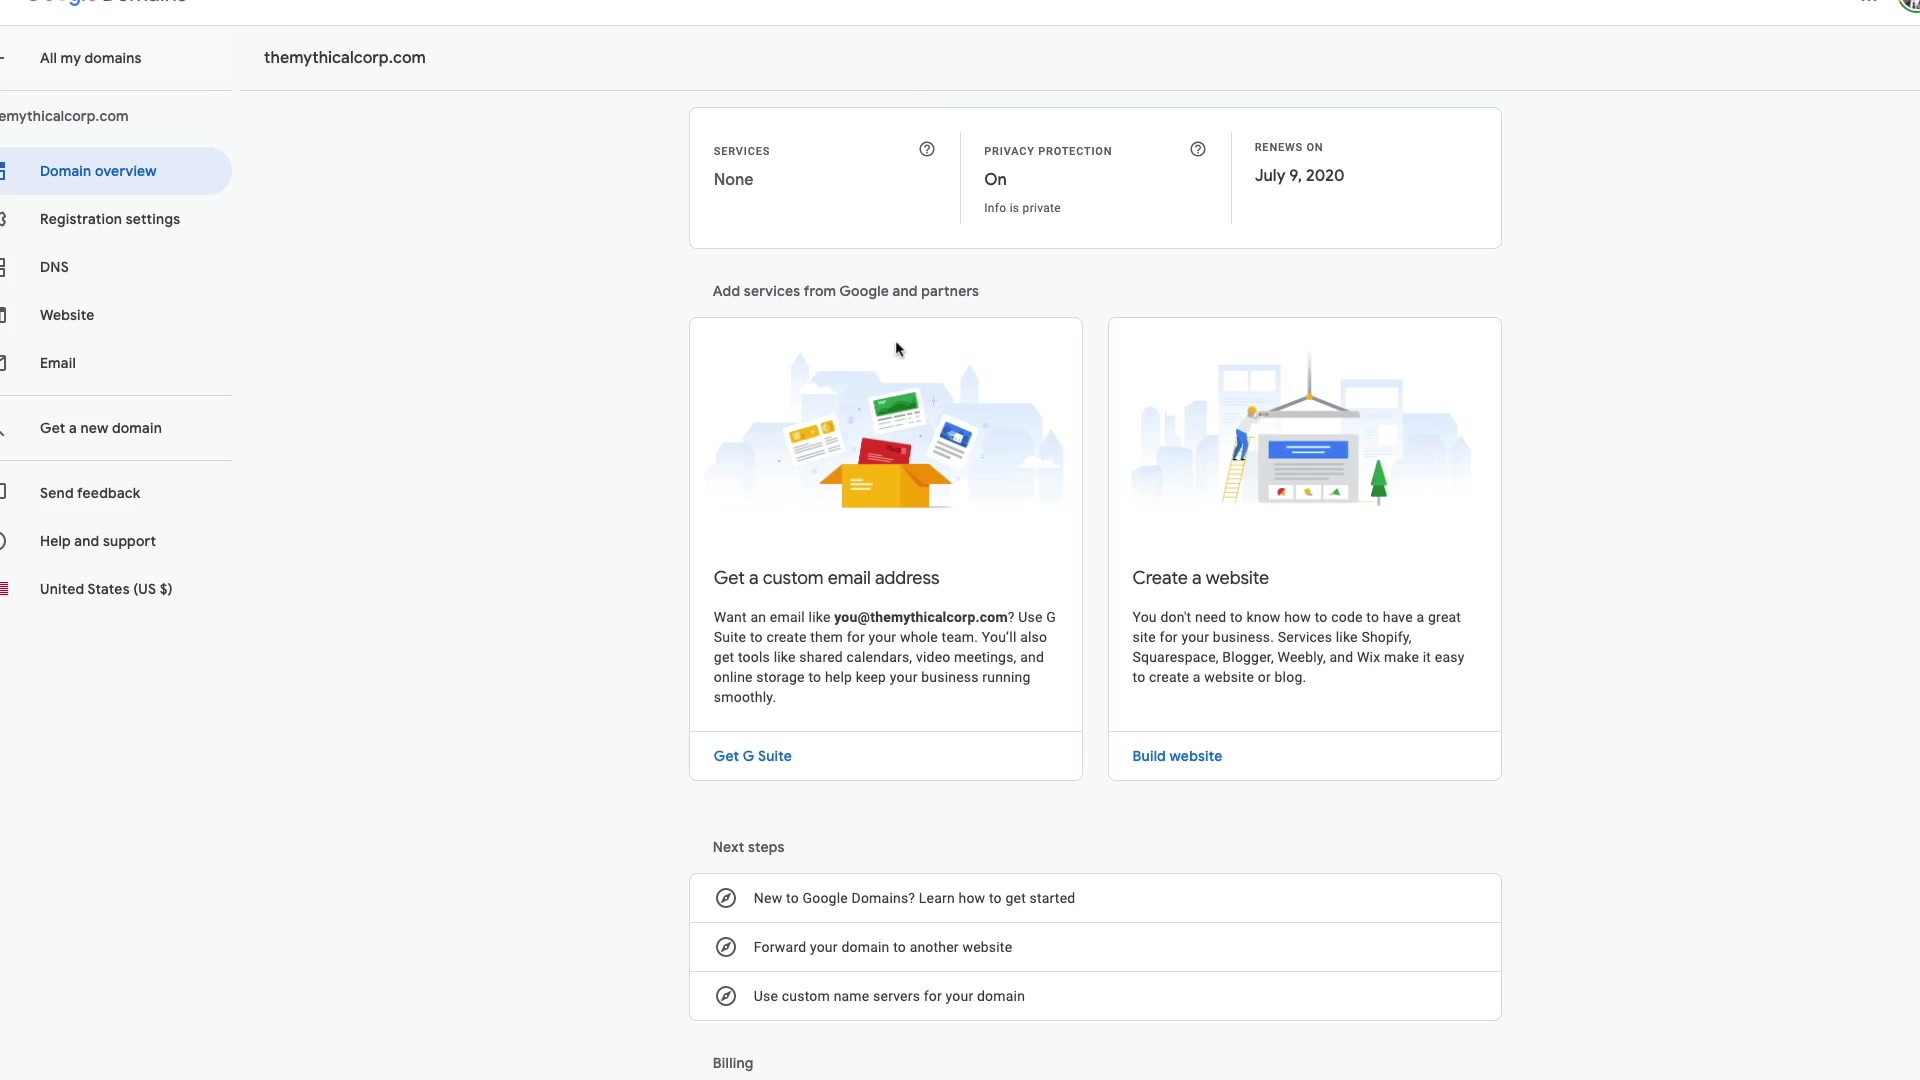 Google Domains
All my domains
themythicalcorp.com
emythicalcorp.com
Domain overview
Registration settings
DNS
Website
Email
Get a new domain
Send feedback
Help and support
United States (US $)
SERVICES
None
PRIVACY PROTECTION
On
Info is private
RENEWS ON
July 9, 2020
Add services from Google and partners
Get a custom email address
Want an email like you@themythicalcorp.com? Use G
Suite to create them for your whole team. You’ll also
get tools like shared calendars, video meetings, and
online storage to help keep your business running
smoothly.
Get G Suite
Create a website
You don't need to know how to code to have a great
site for your business. Services like Shopify,
Squarespace, Blogger, Weebly, and Wix make it easy
to create a website or blog.
Build website
Next steps
New to Google Domains? Learn how to get started
Forward your domain to another website
Use custom name servers for your domain
Billing